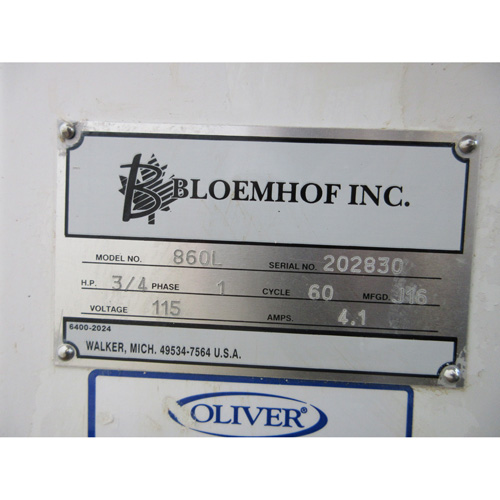 B BLOEMHOF INC.
MODEL NO. 860L SERIAL NO. 202830
H.P. 3/4 PHASE 1 CYCLE 60 MFGD. J16
VOLTAGE 115 AMPS. 4.1
6400-2024
WALKER, MICH. 49534-7564 U.S.A.
OLIVER®